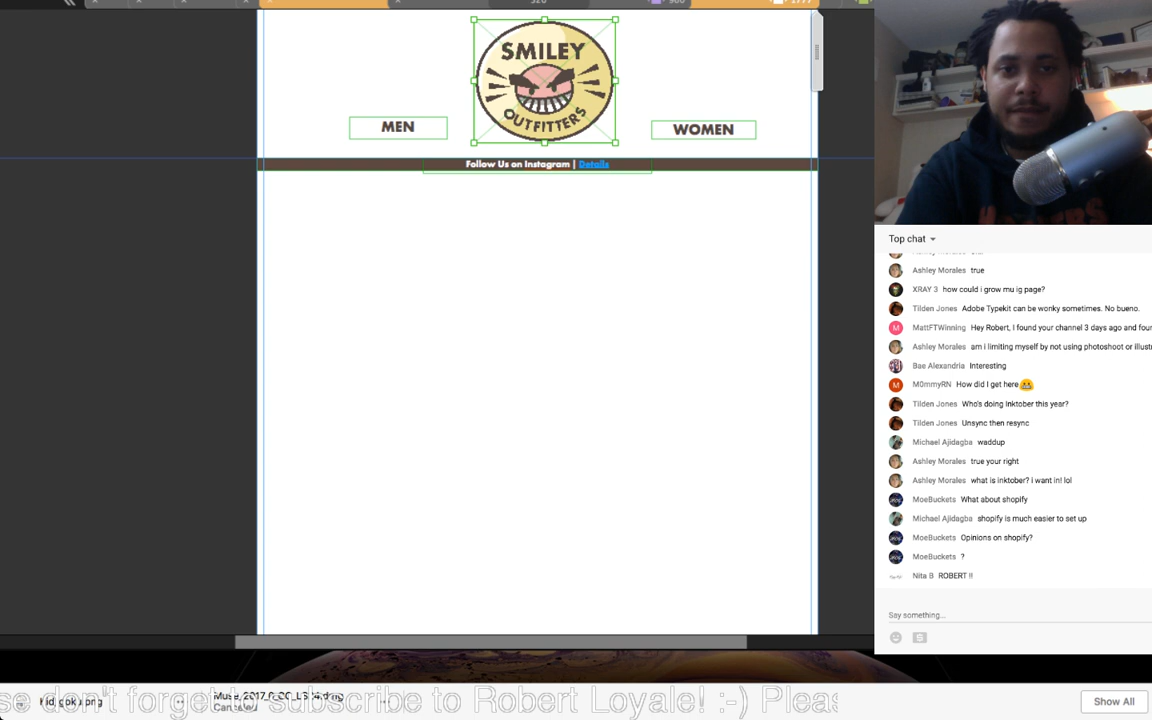 SMILEY
OUTFITTERS
MEN
WOMEN
Follow Us on Instagram | Details
Top chat
Ashley Morales true
XRAY 3 how could i grow mu ig page?
Tilden Jones Adobe Typekit can be wonky sometimes. No bueno.
MattFTWinning Hey Robert, I found your channel 3 days ago and four
Ashley Morales am i limiting myself by not using photoshoot or illustr
Bae Alexandria Interesting
M0mmyRN How did I get here
Tilden Jones Who's doing Inktober this year?
Tilden Jones Unsync then resync
Michael Ajidagba waddup
Ashley Morales true your right
Ashley Morales what is inktober? i want in! lol
MoeBuckets What about shopify
Michael Ajidagba shopify is much easier to set up
MoeBuckets Opinions on shopify?
MoeBuckets ?
Nita B ROBERT !!
Say something...
se don't forget to subscribe to Robert Loyale! :-) Pleas
Canceled
Show All